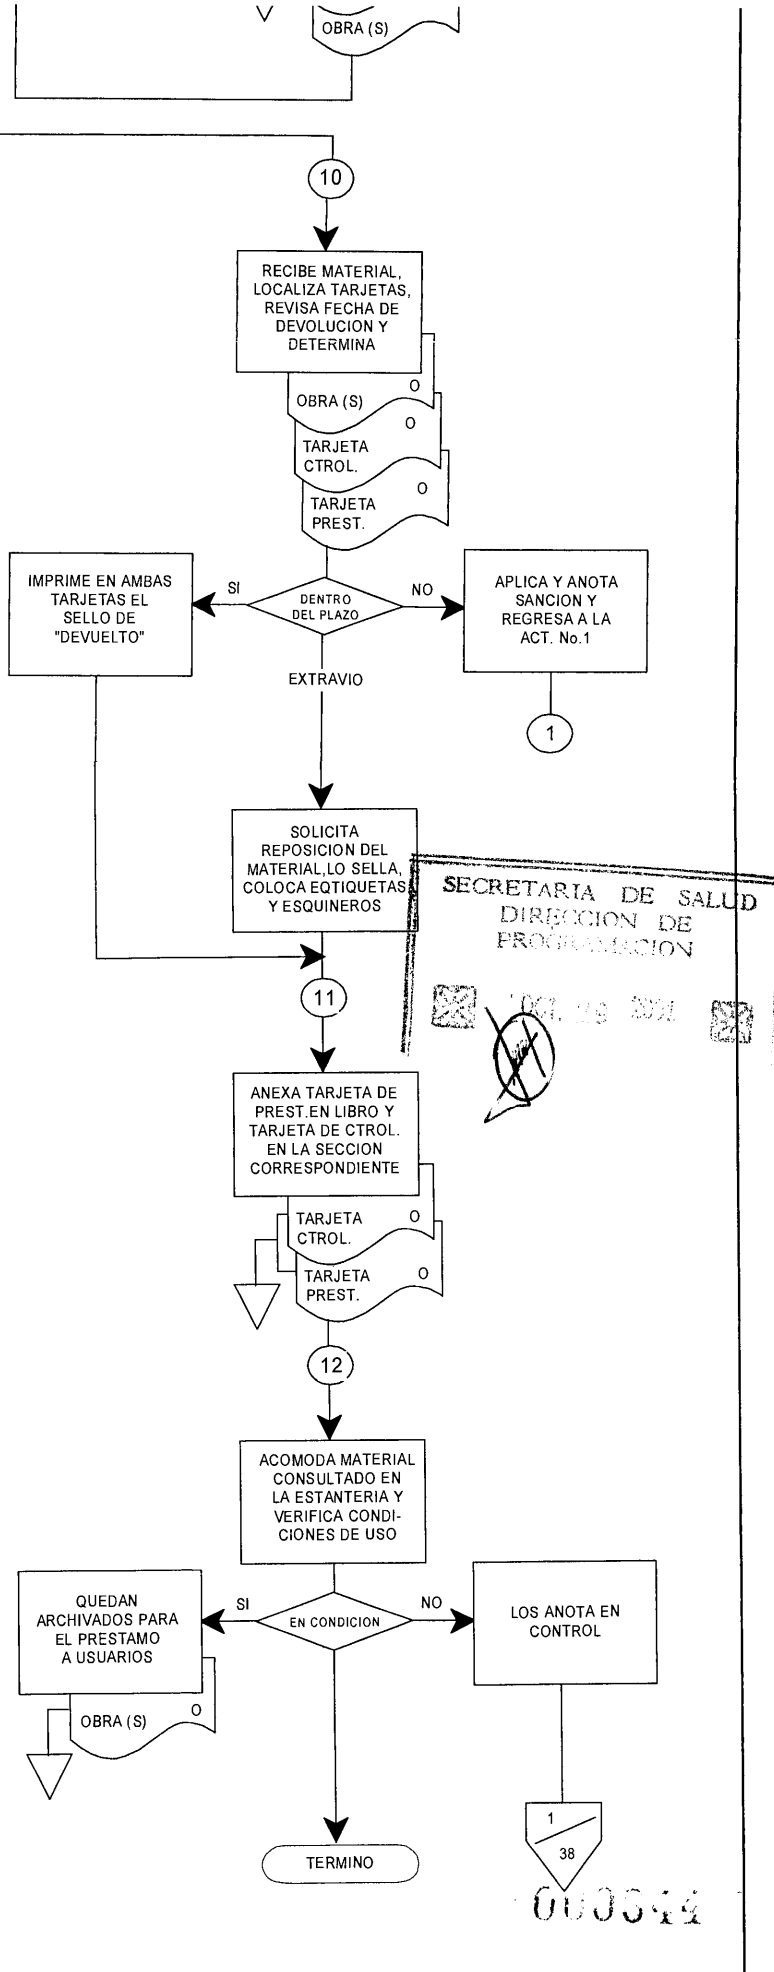 OBRA (S)
10
RECIBE MATERIAL,
LOCALIZA TARJETAS,
REVISA FECHA DE
DEVOLUCION Y
DETERMINA
O
OBRA (S)
O
TARJETA
CTROL.
O
TARJETA
PREST.
IMPRIME EN AMBAS
TARJETAS EL
SELLO DE
"DEVUELTO"
SI
DENTRO
DEL PLAZO
NO
APLICA Y ANOTA
SANCION Y
REGRESA A LA
ACT. No.1
EXTRAVIO
1
SOLICITA
REPOSICION DEL
MATERIAL,LO SELLA,
COLOCA EQTIQUETAS
Y ESQUINEROS
SECRETARIA DE SALUD
DIRECCION DE
PROGRAMACION
11
ANEXA TARJETA DE
PREST.EN LIBRO Y
TARJETA DE CTROL.
EN LA SECCION
CORRESPONDIENTE
TARJETA O
CTROL.
TARJETA O
PREST.
12
ACOMODA MATERIAL
CONSULTADO EN
LA ESTANTERIA Y
VERIFICA CONDI-
CIONES DE USO
QUEDAN
ARCHIVADOS PARA
EL PRESTAMO
A USUARIOS
SI
EN CONDICION
NO
LOS ANOTA EN
CONTROL
OBRA (S) O
1
38
TERMINO